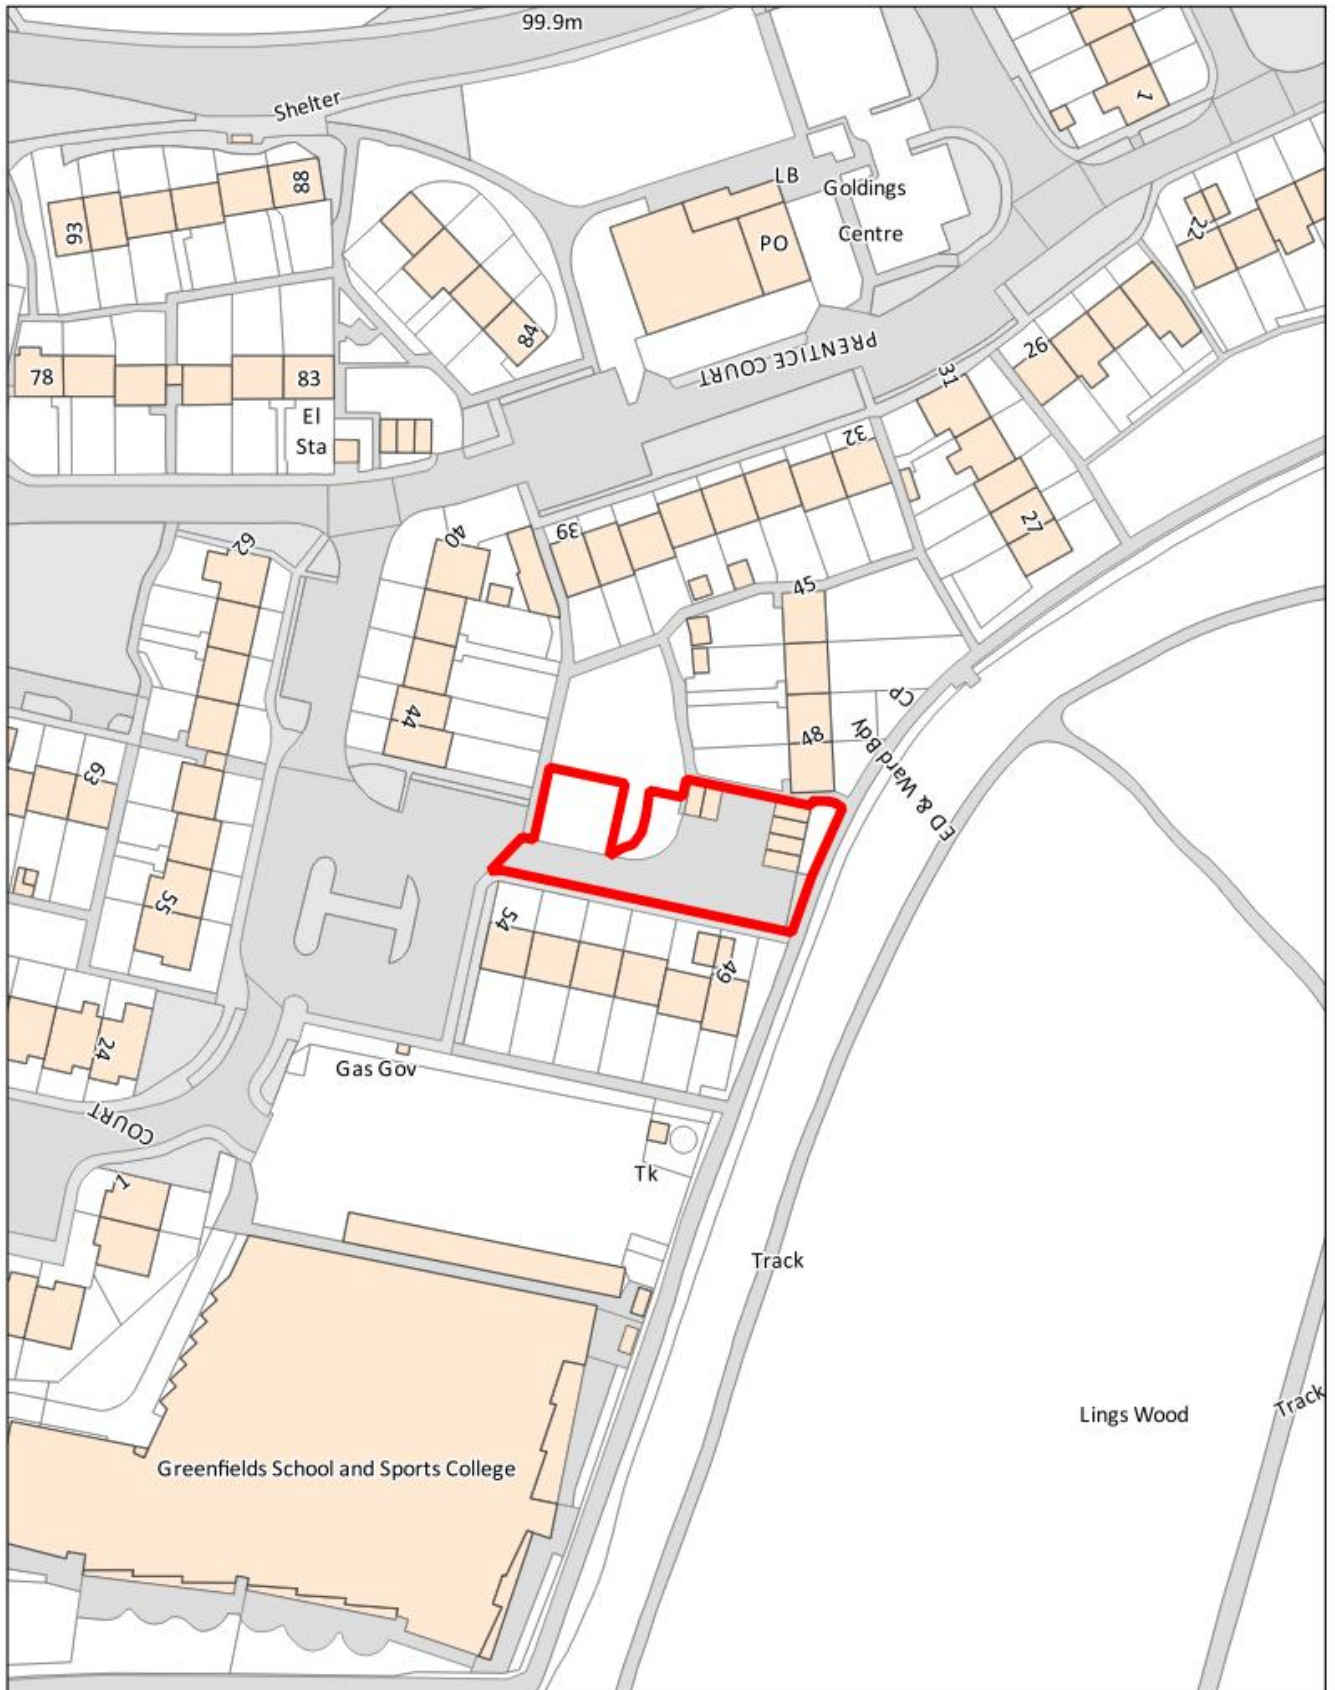 99.9m
Shelter
1
88
LB
Goldings
93
22
PO
Centre
84
PRENTICE COURT
26
78
83
31
El
Sta
32
62
40
39
27
45
44
CP
48
63
ED & Ward Bdy
55
54
49
24
Gas Gov
COURT
Tk
1
Track
Track
Lings Wood
Greenfields School and Sports College